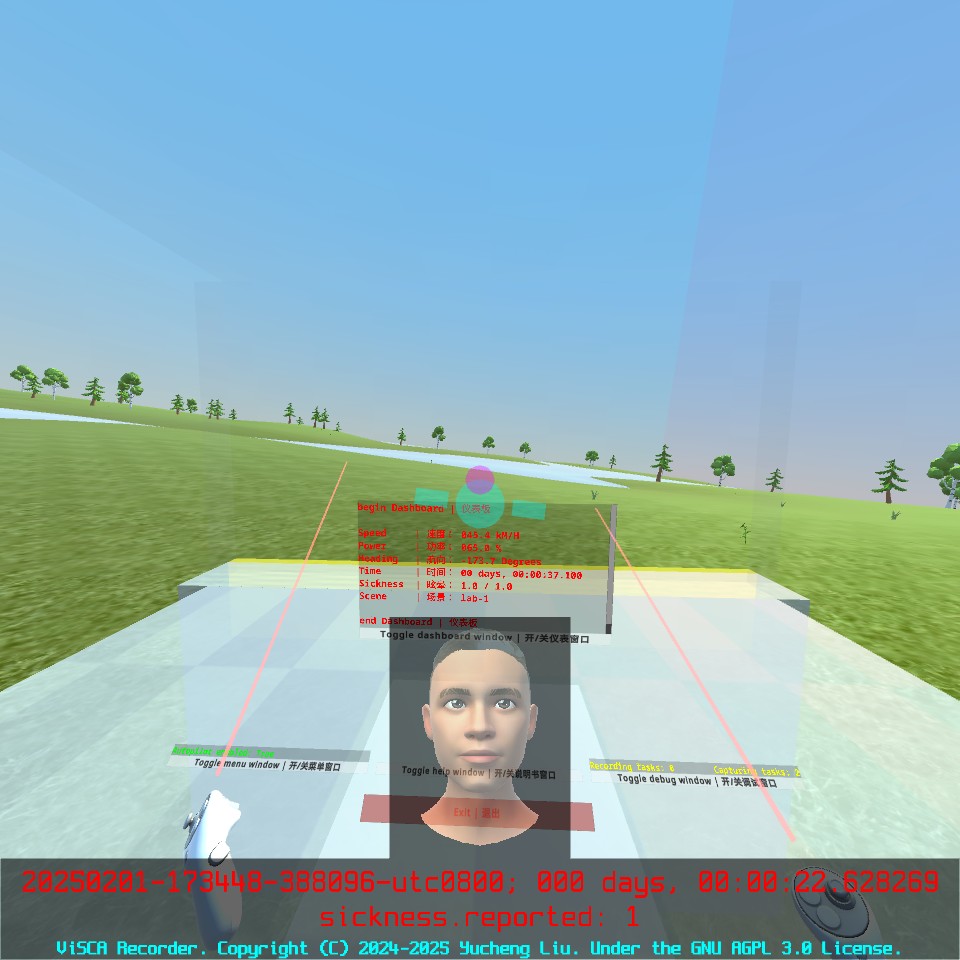 begin Dashboard | 仪表板
Speed | 速度： 045.4 kM/H
Power | 功率： 065.0 %
Heading | 航向： -173.7 Degrees
Time | 时间： 00 days, 00:00:37.100
Sickness | 眩晕： 1.0 / 1.0
Scene | 场景： lab-1
end Dashboard | 仪表板
Toggle dashboard window | 开/关仪表窗口
Toggle menu window | 开/关菜单窗口
Toggle help window | 开/关说明书窗口
Recording tasks: 0 Capturing tasks: 2
Toggle debug window | 开/关调试窗口
Exit | 退出
20250201-173448-388096-utc0800; 000 days, 00:00:22.628269
sickness.reported: 1
ViSCA Recorder. Copyright (C) 2024-2025 Yucheng Liu. Under the GNU AGPL 3.0 License.